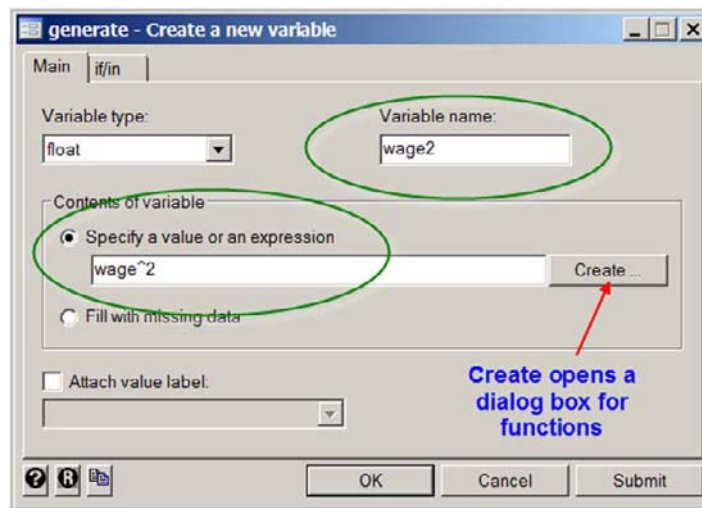 generate - Create a new variable
Main if/in
Variable type: Variable name:
float wage2
Contents of variable
Specify a value or an expression
wage^2 Create ...
Fill with missing data
Attach value label:
Create opens a
dialog box for
functions
? R OK Cancel Submit